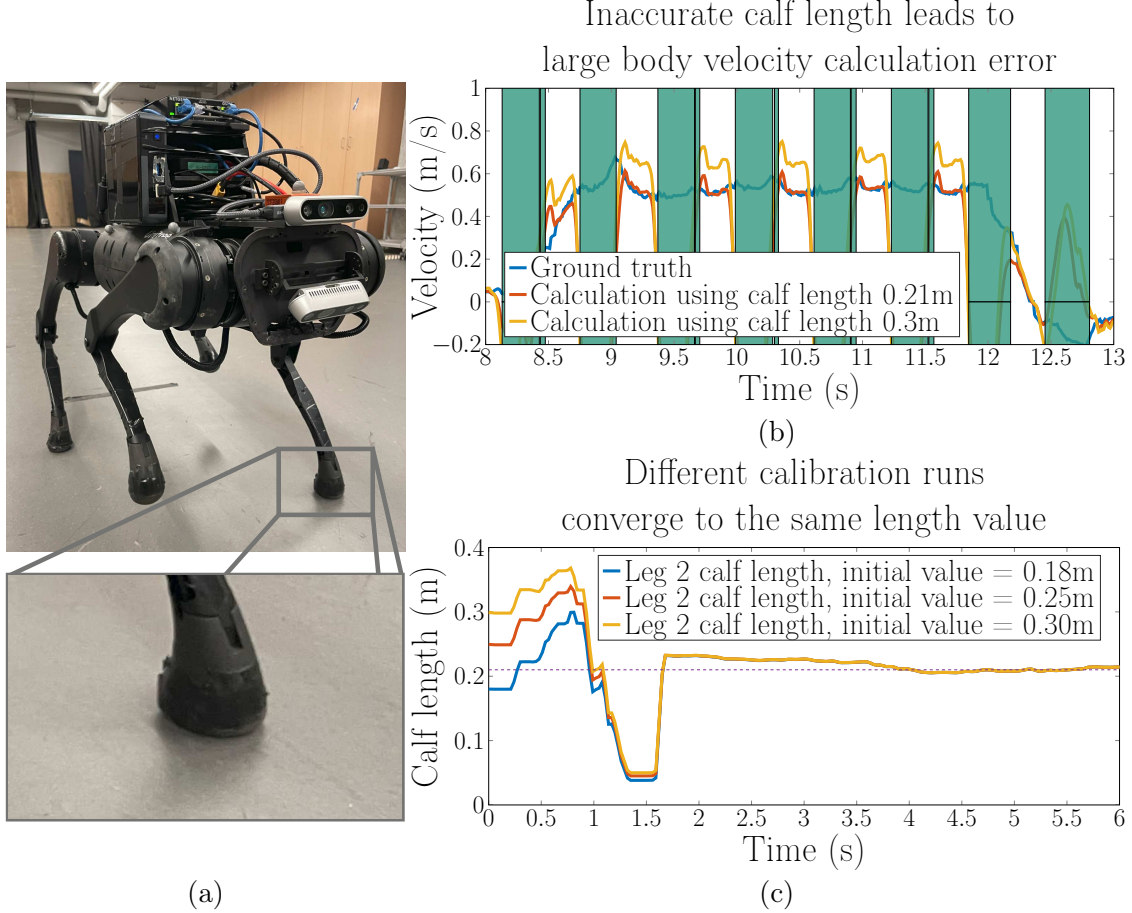 Inaccurate calf length leads to
large body velocity calculation error
Velocity (m/s)
1
0.8
0.6
0.4
0.2
0
−0.2
Ground truth
Calculation using calf length 0.21m
Calculation using calf length 0.3m
8 8.5 9 9.5 10 10.5 11 11.5 12 12.5 13
Time (s)
(b)
Different calibration runs
converge to the same length value
Calf length (m)
0.4
0.3
0.2
0.1
0
Leg 2 calf length, initial value = 0.18m
Leg 2 calf length, initial value = 0.25m
Leg 2 calf length, initial value = 0.30m
0 0.5 1 1.5 2 2.5 3 3.5 4 4.5 5 5.5 6
Time (s)
(a)
(c)